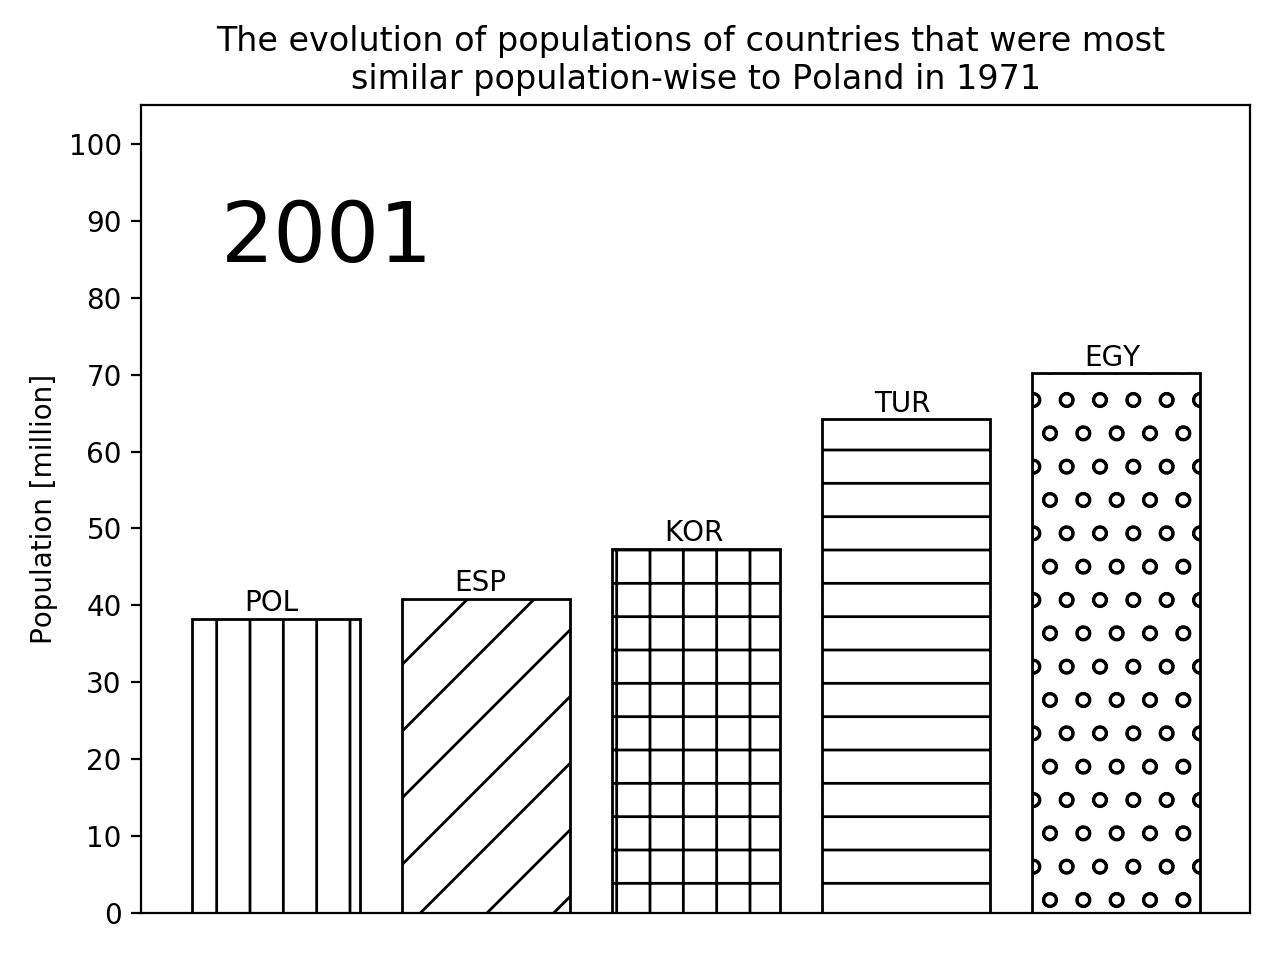 The evolution of populations of countries that were most
similar population-wise to Poland in 1971
100
90
80
70
60
50
40
30
20
10
0
Population [million]
2001
POL
ESP
KOR
TUR
EGY